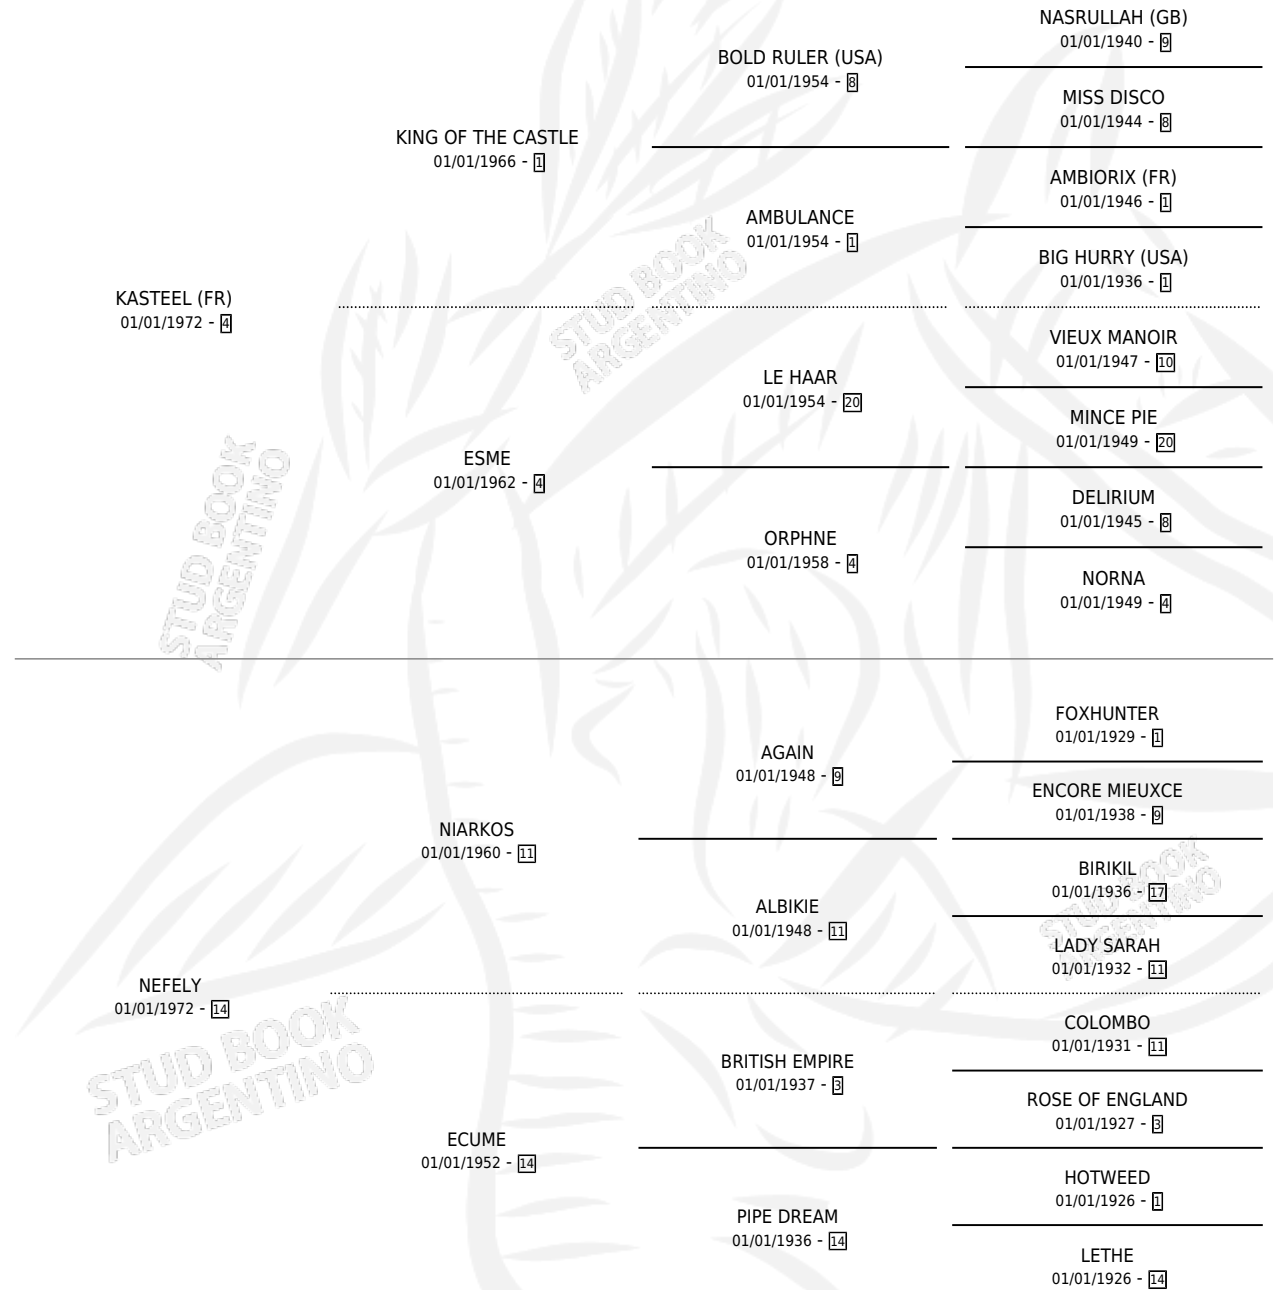 NASRULLAH (GB)
01/01/1940 - 9
BOLD RULER (USA)
01/01/1954 - 8
MISS DISCO
01/01/1944 - 8
KING OF THE CASTLE
01/01/1966 - 1
AMBIORIX (FR)
01/01/1946 - 1
AMBULANCE
01/01/1954 - 1
BIG HURRY (USA)
01/01/1936 - 1
KASTEEL (FR)
01/01/1972 - 4
STUD BOOK
ARGENTINO
VIEUX MANOIR
01/01/1947 - 10
LE HAAR
01/01/1954 - 20
MINCE PIE
01/01/1949 - 20
ESME
01/01/1962 - 4
DELIRIUM
01/01/1945 - 8
ORPHNE
01/01/1958 - 4
NORNA
01/01/1949 - 4
STUD BOOK
ARGENTINO
FOXHUNTER
01/01/1929 - 1
AGAIN
01/01/1948 - 9
ENCORE MIEUXCE
01/01/1938 - 9
NIARKOS
01/01/1960 - 11
BIRIKIL
01/01/1936 - 17
ALBIKIE
01/01/1948 - 11
LADY SARAH
01/01/1932 - 11
STUD BOOK
ARGENTINO
NEFELY
01/01/1972 - 14
COLOMBO
01/01/1931 - 11
BRITISH EMPIRE
01/01/1937 - 3
ROSE OF ENGLAND
01/01/1927 - 3
STUD BOOK
ARGENTINO
ECUME
01/01/1952 - 14
HOTWEED
01/01/1926 - 1
PIPE DREAM
01/01/1936 - 14
LETHE
01/01/1926 - 14